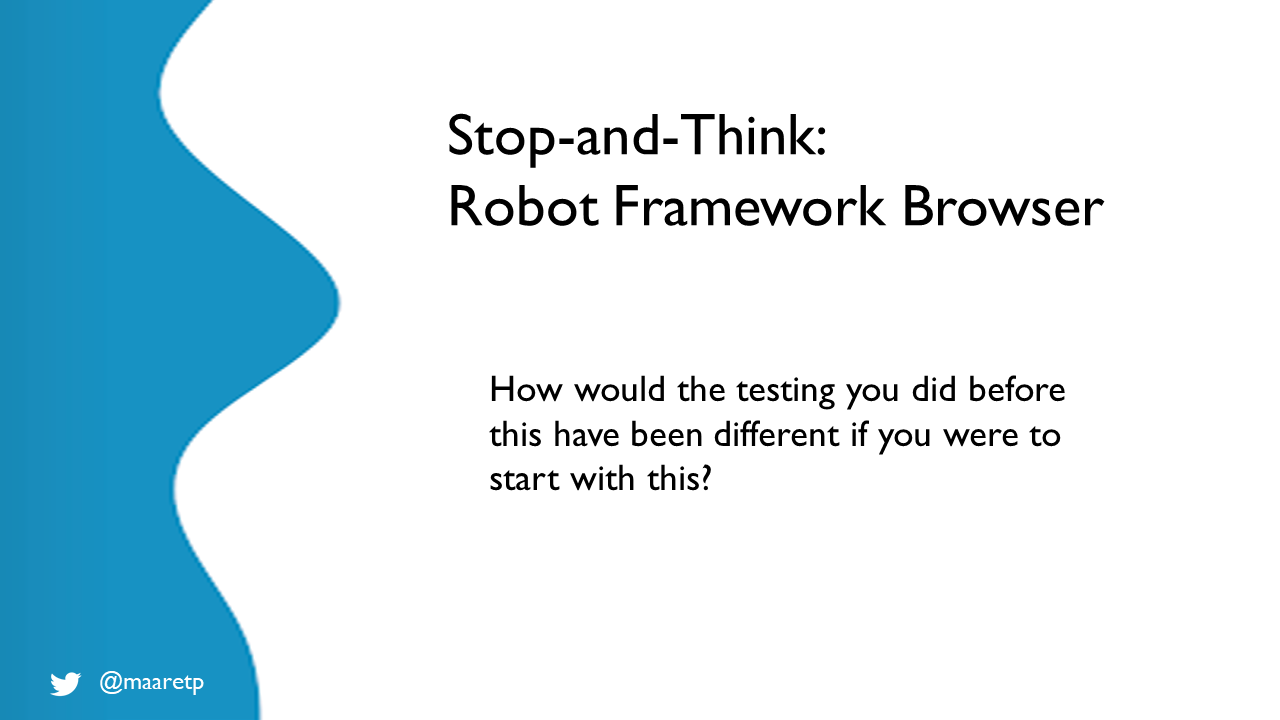 Stop-and-Think:
Robot Framework Browser
How would the testing you did before
this have been different if you were to
start with this?
@maaretp